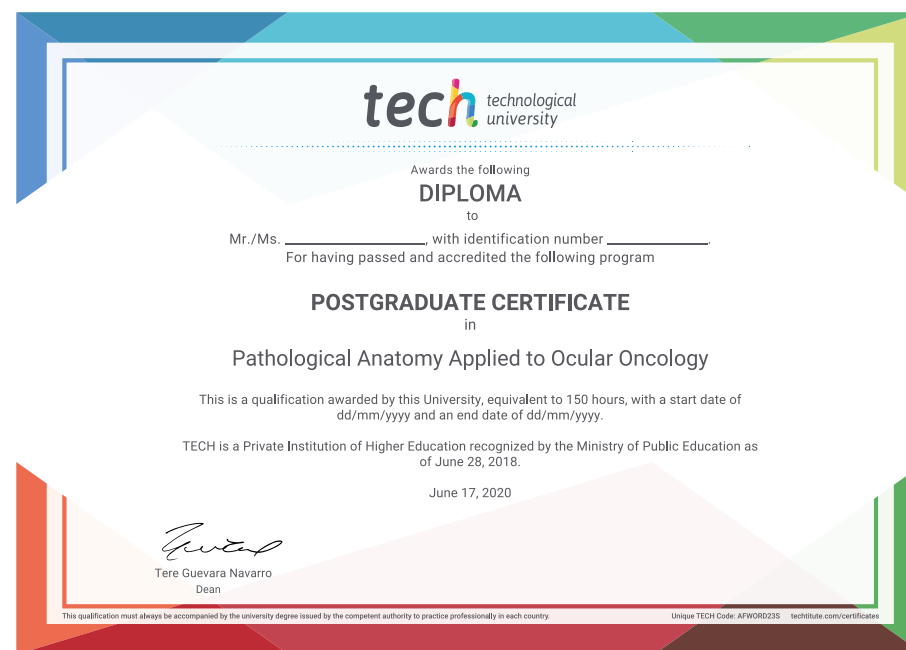 tech technological
university
Awards the following
DIPLOMA
to
Mr./Ms. ____________, with identification number ____________.
For having passed and accredited the following program
POSTGRADUATE CERTIFICATE
in
Pathological Anatomy Applied to Ocular Oncology
This is a qualification awarded by this University, equivalent to 150 hours, with a start date of
dd/mm/yyyy and an end date of dd/mm/yyyy.
TECH is a Private Institution of Higher Education recognized by the Ministry of Public Education as
of June 28, 2018.
June 17, 2020
Tere Guevara Navarro
Dean
This qualification must always be accompanied by the university degree issued by the competent authority to practice professionally in each country.
Unique TECH Code: AFWORD23S techtitute.com/certificates